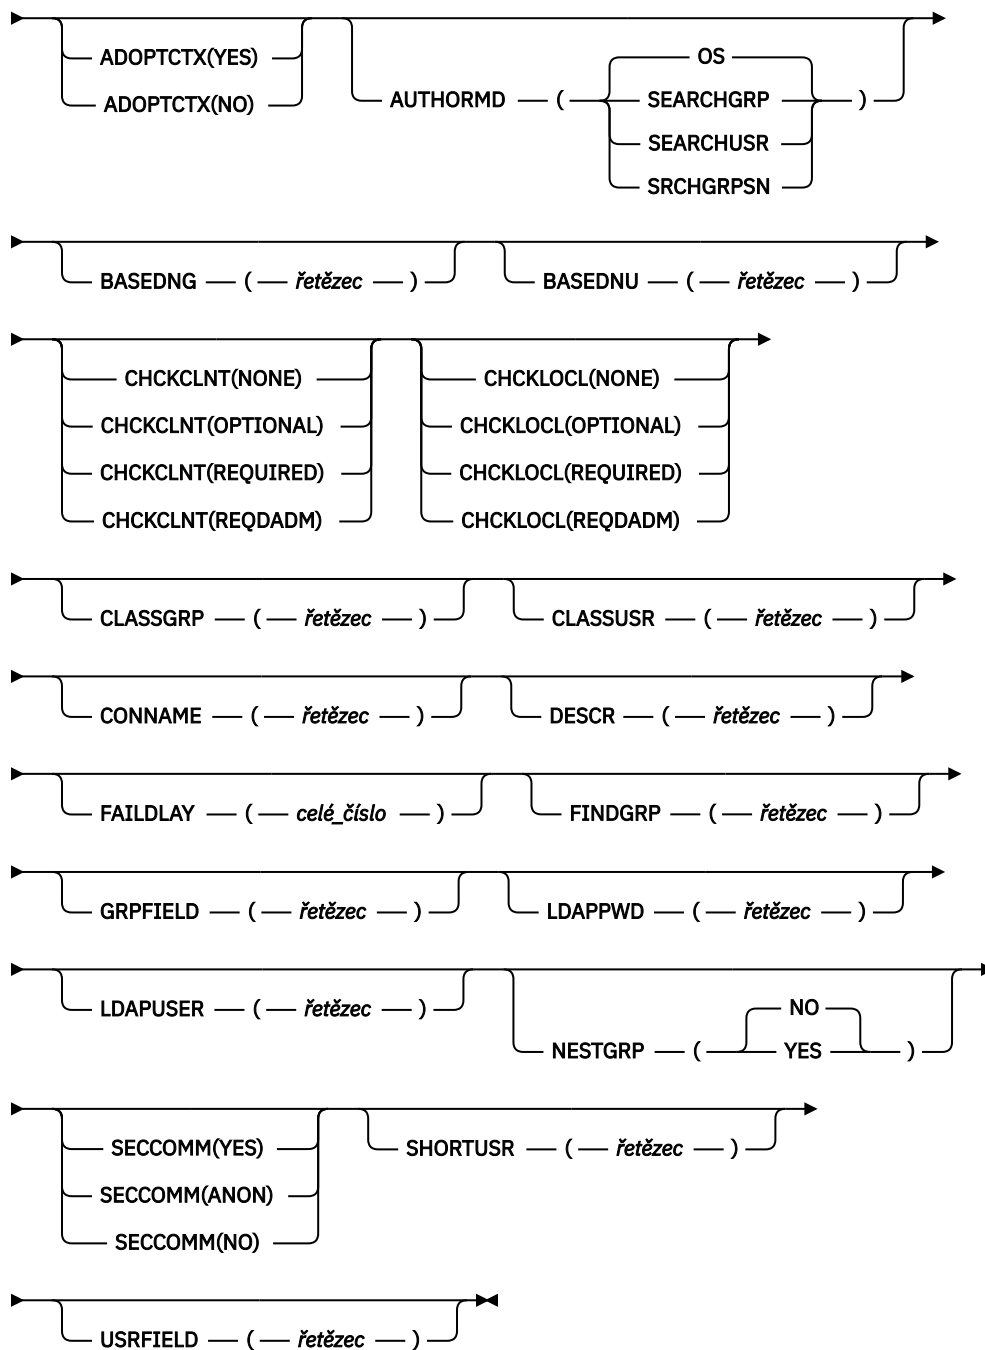 ADOPTCTX(YES)
ADOPTCTX(NO)
AUTHORMD ( OS )
SEARCHGRP
SEARCHUSR
SRCHGRPSN
BASEDNG ( řetězec ) BASEDNU ( řetězec )
CHCKCLNT(NONE) CHCKLOCL(NONE)
CHCKCLNT(OPTIONAL) CHCKLOCL(OPTIONAL)
CHCKCLNT(REQUIRED) CHCKLOCL(REQUIRED)
CHCKCLNT(REQDADM) CHCKLOCL(REQDADM)
CLASSGRP ( řetězec ) CLASSUSR ( řetězec )
CONNAME ( řetězec ) DESCR ( řetězec )
FAILDLAY ( celé_číslo ) FINDGRP ( řetězec )
GRPFIELD ( řetězec ) LDAPPWD ( řetězec )
LDAPUSER ( řetězec )
NO
NESTGRP ( YES )
SECCOMM(YES) SHORTUSR ( řetězec )
SECCOMM(ANON)
SECCOMM(NO)
USRFIELD ( řetězec )